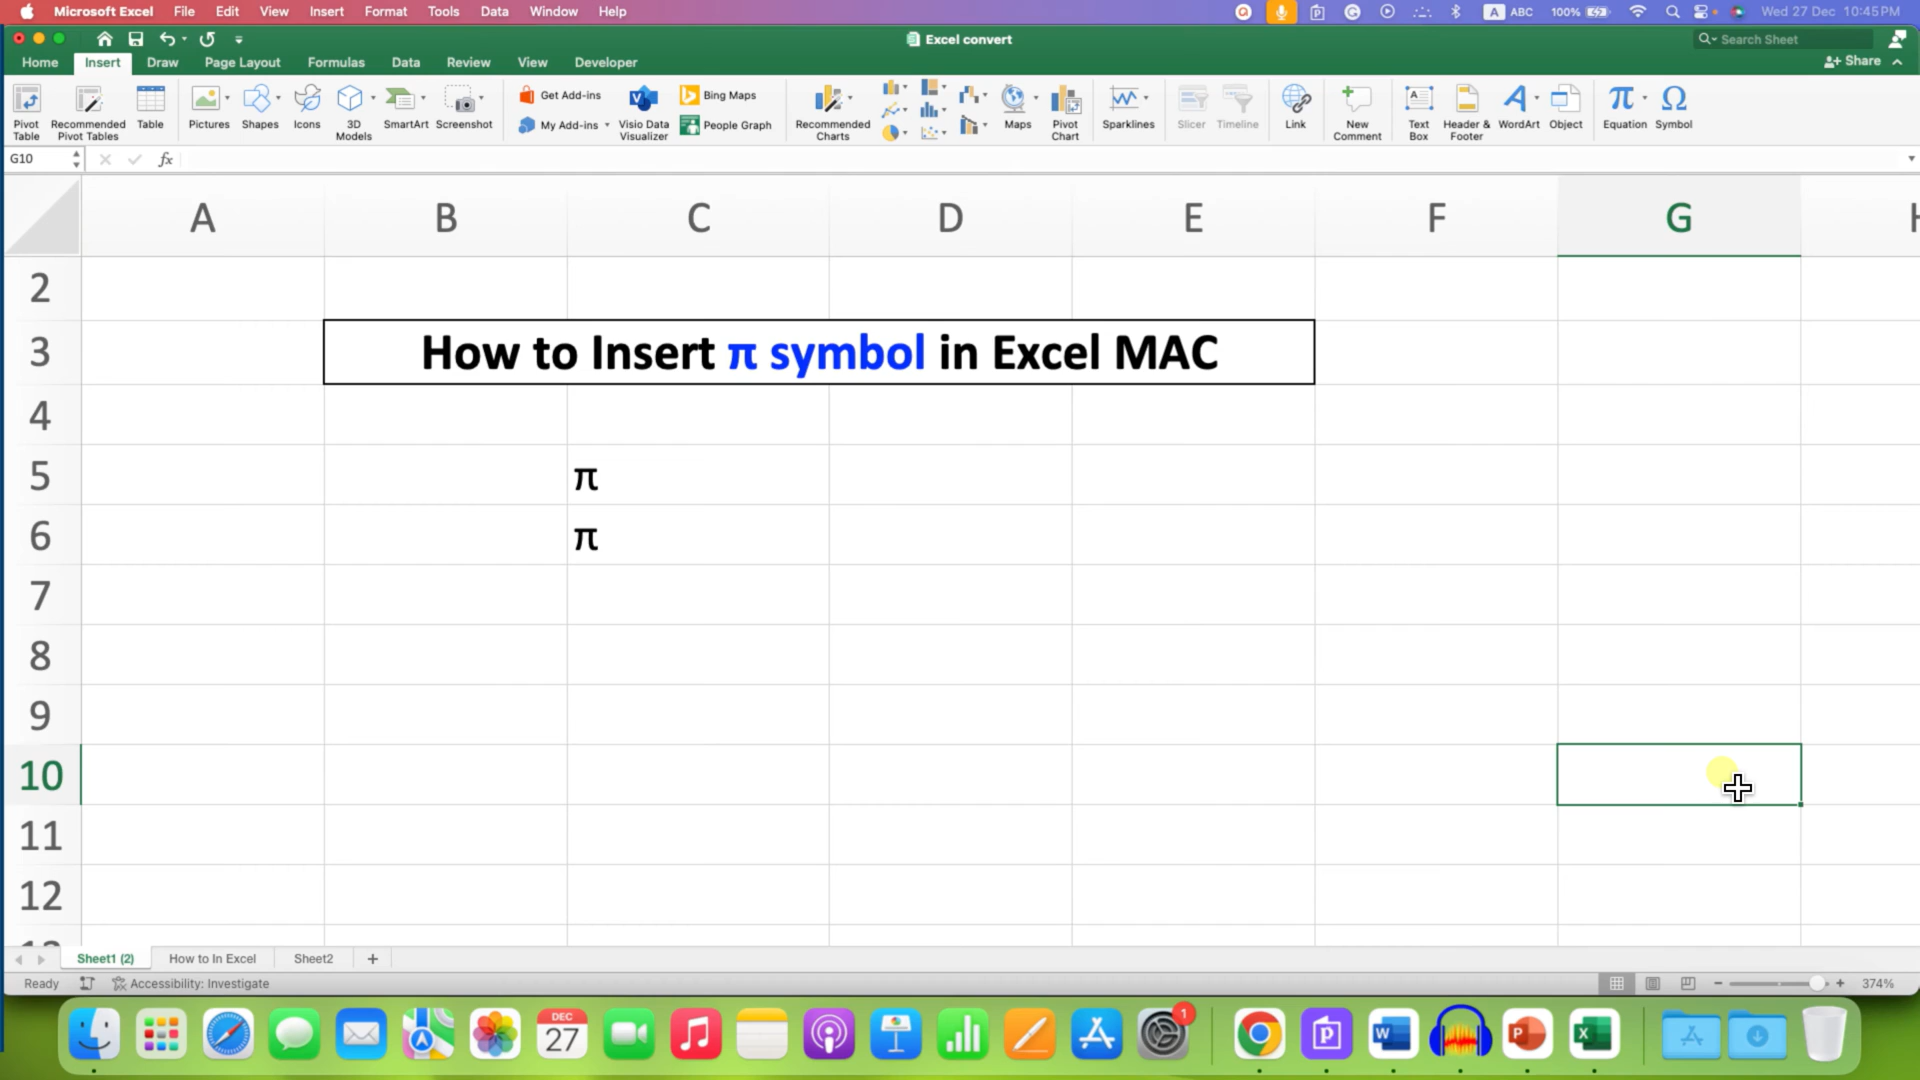 Microsoft Excel File Edit View Insert Format Tools Data Window Help A ABC 100% Wed 27 Dec 10:45PM
Excel convert Search Sheet
Home Insert Draw Page Layout Formulas Data Review View Developer Share
Pivot Table
Recommended Pivot Tables
Table
Pictures
Shapes
Icons
3D Models
SmartArt
Screenshot
Get Add-ins
My Add-ins
Visio Data Visualizer
Bing Maps
People Graph
Recommended Charts
Maps
Pivot Chart
Sparklines
Slicer
Timeline
Link
New Comment
Text Box
Header & Footer
WordArt
Object
Equation
Symbol
G10 fx
A B C D E F G H
2
3 How to Insert π symbol in Excel MAC
4
5 π
6 π
7
8
9
10
11
12
13
Sheet1 (2) How to In Excel Sheet2 +
Ready Accessibility: Investigate 374%
DEC
27
1